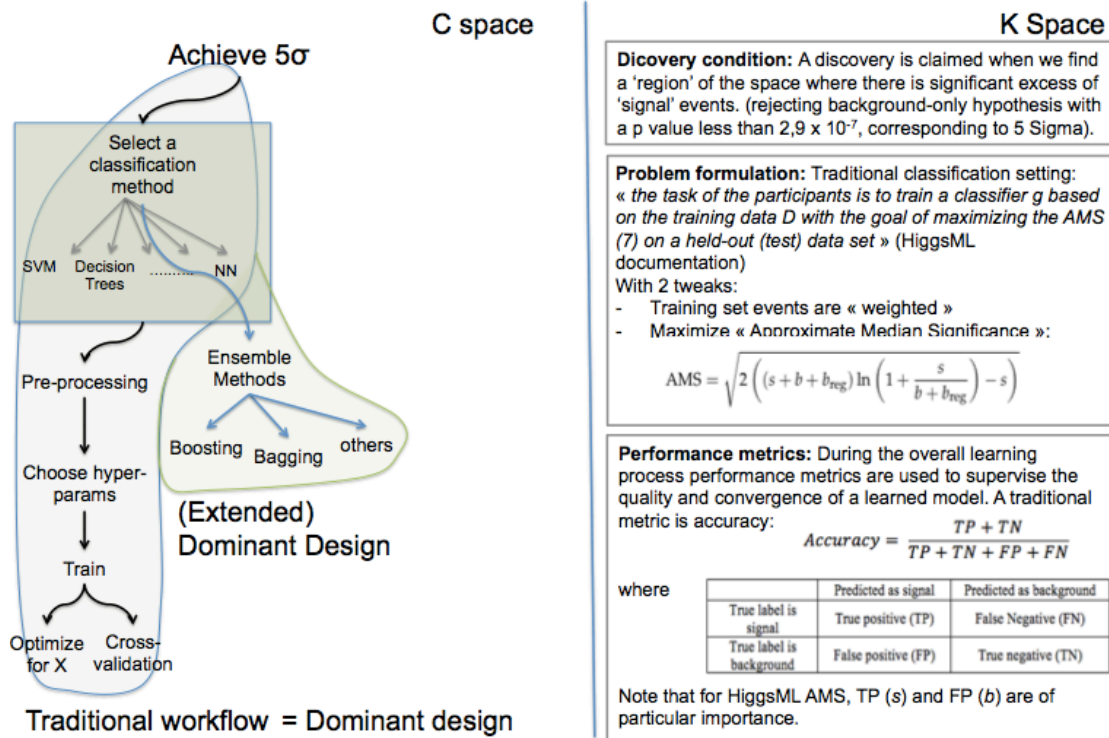 C space
Achieve 5σ
Select a
classification
method
SVM
Decision
Trees
..........
NN
Ensemble
Methods
Pre-processing
Boosting
Bagging
others
Choose hyper-
params
(Extended)
Dominant Design
Train
Optimize
for X
Cross-
validation
Traditional workflow = Dominant design
K Space
Dicovery condition: A discovery is claimed when we find
a 'region' of the space where there is significant excess of
'signal' events. (rejecting background-only hypothesis with
a p value less than 2,9 x 10⁻⁷, corresponding to 5 Sigma).
Problem formulation: Traditional classification setting:
« the task of the participants is to train a classifier g based
on the training data D with the goal of maximizing the AMS
(7) on a held-out (test) data set » (HiggsML
documentation)
With 2 tweaks:
- Training set events are « weighted »
- Maximize « Approximate Median Significance »:
AMS = √(2((s + b + b_reg) ln(1 + s/(b + b_reg)) − s))
Performance metrics: During the overall learning
process performance metrics are used to supervise the
quality and convergence of a learned model. A traditional
metric is accuracy:
Accuracy = (TP + TN)/(TP + TN + FP + FN)
where
Predicted as signal Predicted as background
True label is signal True positive (TP) False Negative (FN)
True label is background False positive (FP) True negative (TN)
Note that for HiggsML AMS, TP (s) and FP (b) are of
particular importance.